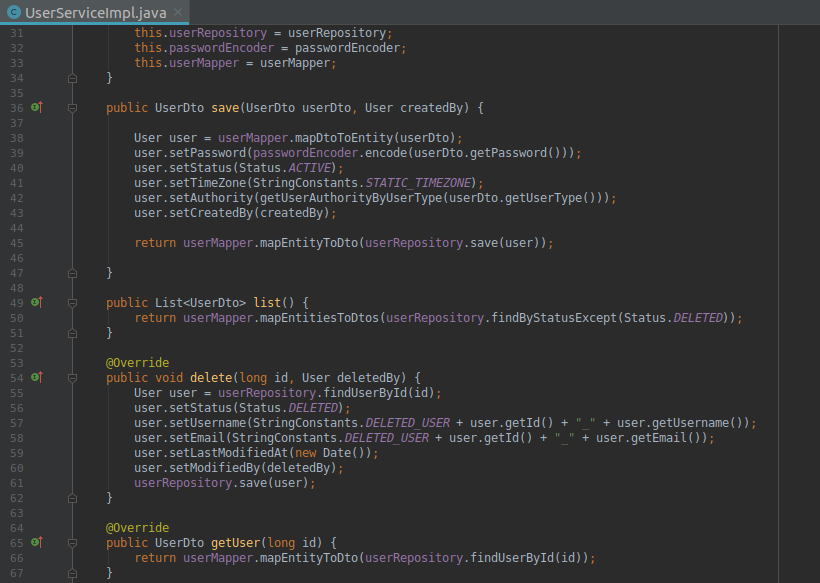 UserServiceImpl.java
31 this.userRepository = userRepository;
32 this.passwordEncoder = passwordEncoder;
33 this.userMapper = userMapper;
34 }
35
36 public UserDto save(UserDto userDto, User createdBy) {
37
38 User user = userMapper.mapDtoToEntity(userDto);
39 user.setPassword(passwordEncoder.encode(userDto.getPassword()));
40 user.setStatus(Status.ACTIVE);
41 user.setTimeZone(StringConstants.STATIC_TIMEZONE);
42 user.setAuthority(getUserAuthorityByUserType(userDto.getUserType()));
43 user.setCreatedBy(createdBy);
44
45 return userMapper.mapEntityToDto(userRepository.save(user));
46
47 }
48
49 public List<UserDto> list() {
50 return userMapper.mapEntitiesToDtos(userRepository.findByStatusExcept(Status.DELETED));
51 }
52
53 @Override
54 public void delete(long id, User deletedBy) {
55 User user = userRepository.findUserById(id);
56 user.setStatus(Status.DELETED);
57 user.setUsername(StringConstants.DELETED_USER + user.getId() + "_" + user.getUsername());
58 user.setEmail(StringConstants.DELETED_USER + user.getId() + "_" + user.getEmail());
59 user.setLastModifiedAt(new Date());
60 user.setModifiedBy(deletedBy);
61 userRepository.save(user);
62 }
63
64 @Override
65 public UserDto getUser(long id) {
66 return userMapper.mapEntityToDto(userRepository.findUserById(id));
67 }